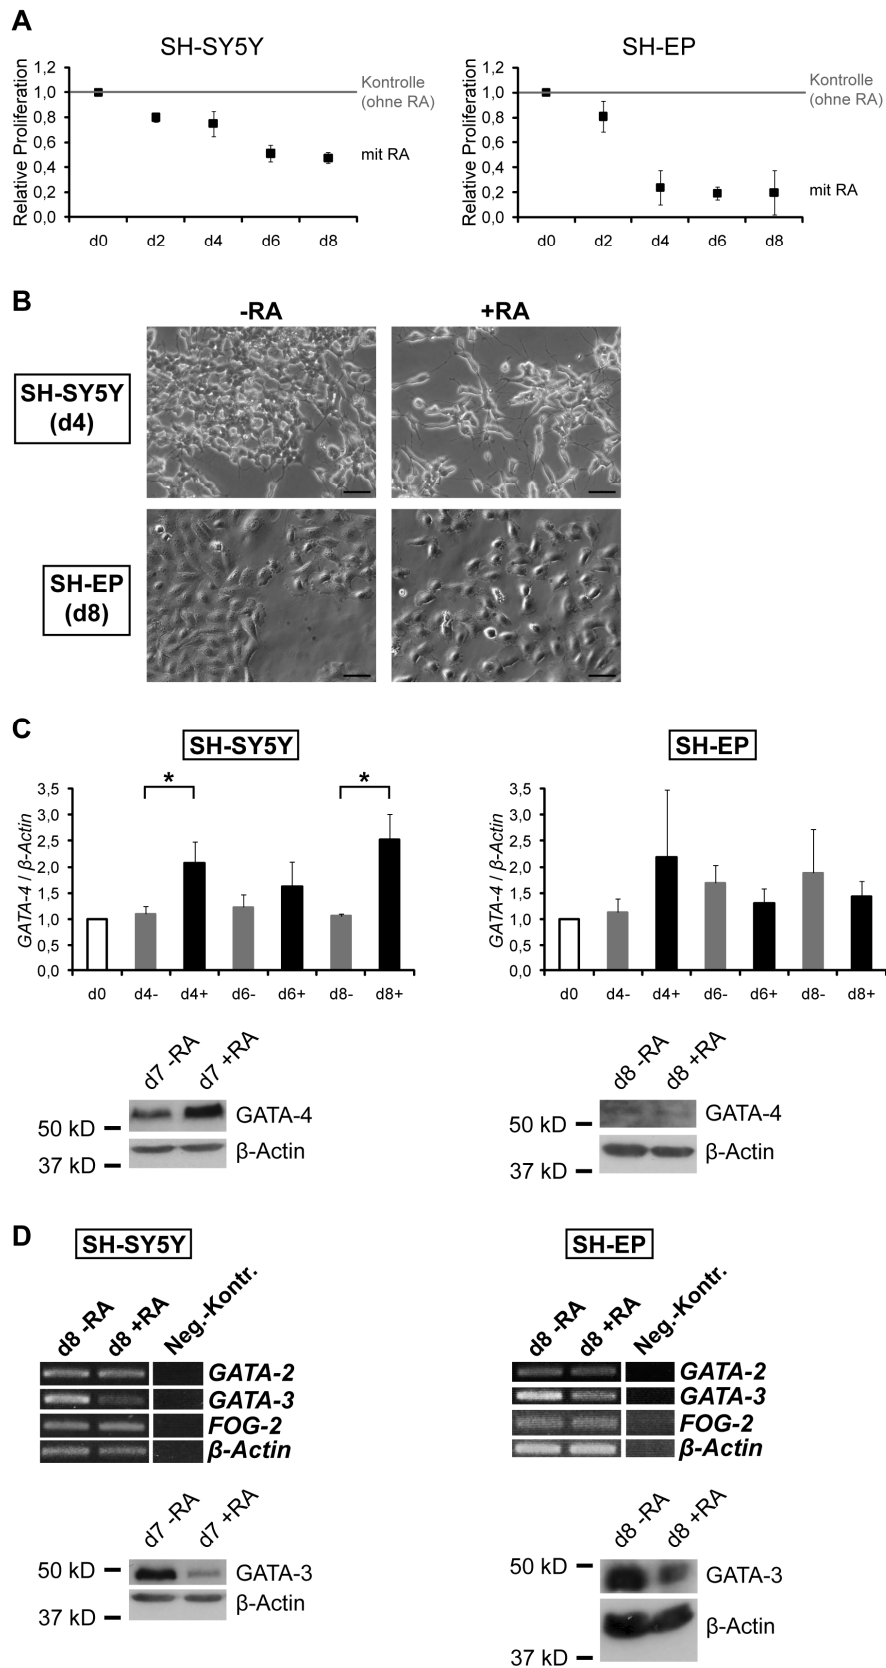 A
SH-SY5Y
Relative Proliferation
1,2
1,0
0,8
0,6
0,4
0,2
0,0
d0 d2 d4 d6 d8
Kontrolle
(ohne RA)
mit RA
SH-EP
Relative Proliferation
1,2
1,0
0,8
0,6
0,4
0,2
0,0
d0 d2 d4 d6 d8
Kontrolle
(ohne RA)
mit RA
B
-RA +RA
SH-SY5Y
(d4)
SH-EP
(d8)
C
SH-SY5Y
GATA-4 / β-Actin
3,5
3,0
2,5
2,0
1,5
1,0
0,5
0,0
* *
d0 d4- d4+ d6- d6+ d8- d8+
d7 -RA d7 +RA
50 kD GATA-4
37 kD β-Actin
SH-EP
GATA-4 / β-Actin
3,5
3,0
2,5
2,0
1,5
1,0
0,5
0,0
d0 d4- d4+ d6- d6+ d8- d8+
d8 -RA d8 +RA
50 kD GATA-4
37 kD β-Actin
D
SH-SY5Y
d8 -RA d8 +RA Neg.-Kontr.
GATA-2
GATA-3
FOG-2
β-Actin
d7 -RA d7 +RA
50 kD GATA-3
37 kD β-Actin
SH-EP
d8 -RA d8 +RA Neg.-Kontr.
GATA-2
GATA-3
FOG-2
β-Actin
d8 -RA d8 +RA
50 kD GATA-3
β-Actin
37 kD